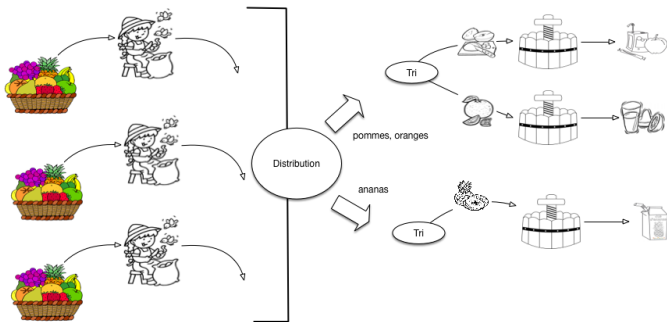 Tri
pommes, oranges
Distribution
ananas
Tri